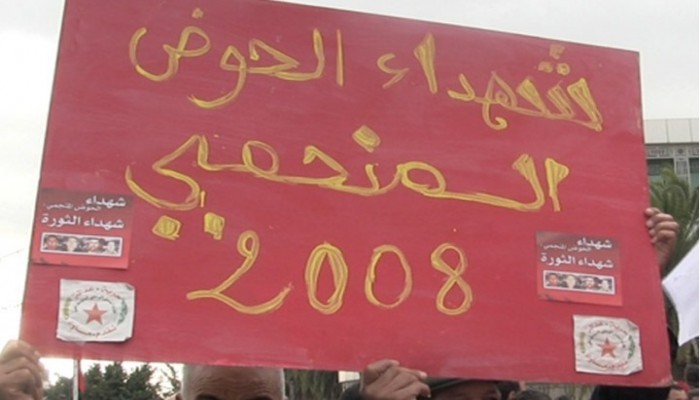 شهداء الحوض
المنجمي
2008
شهداء
الحوض المنجمي
شهداء الثورة
شهداء
الحوض المنجمي
شهداء الثورة